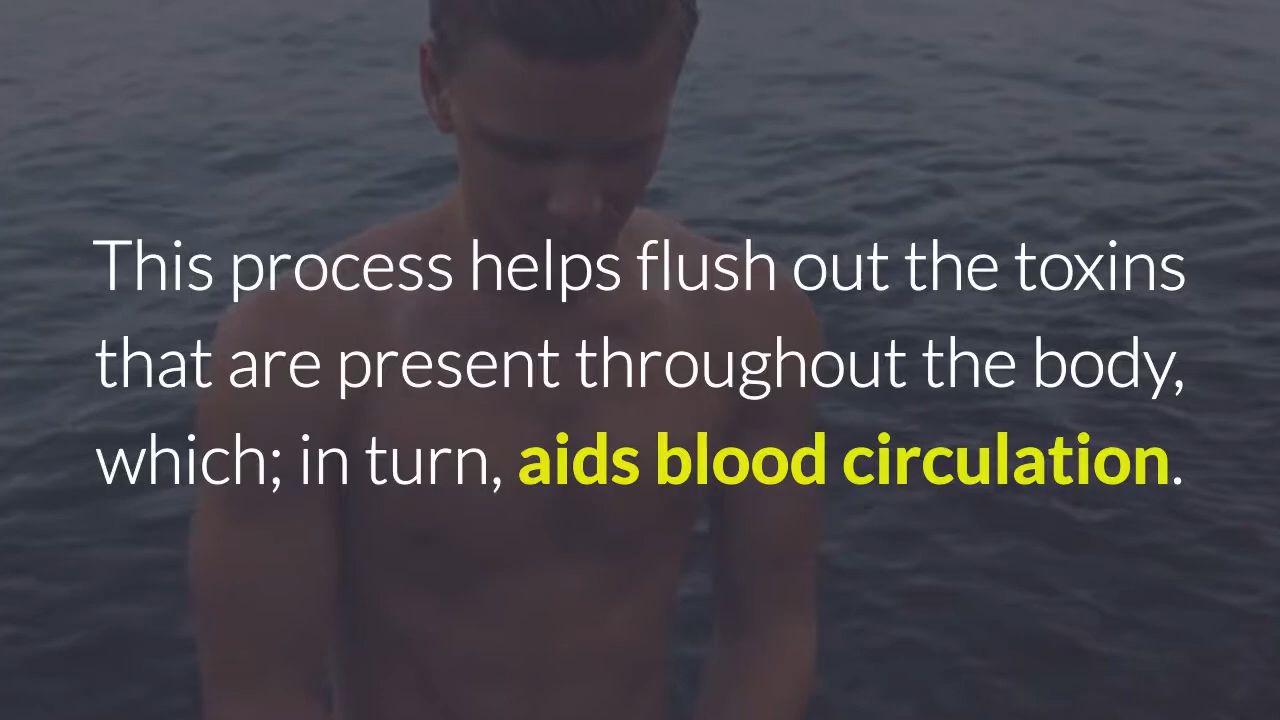 This process helps flush out the toxins
that are present throughout the body,
which; in turn, aids blood circulation.